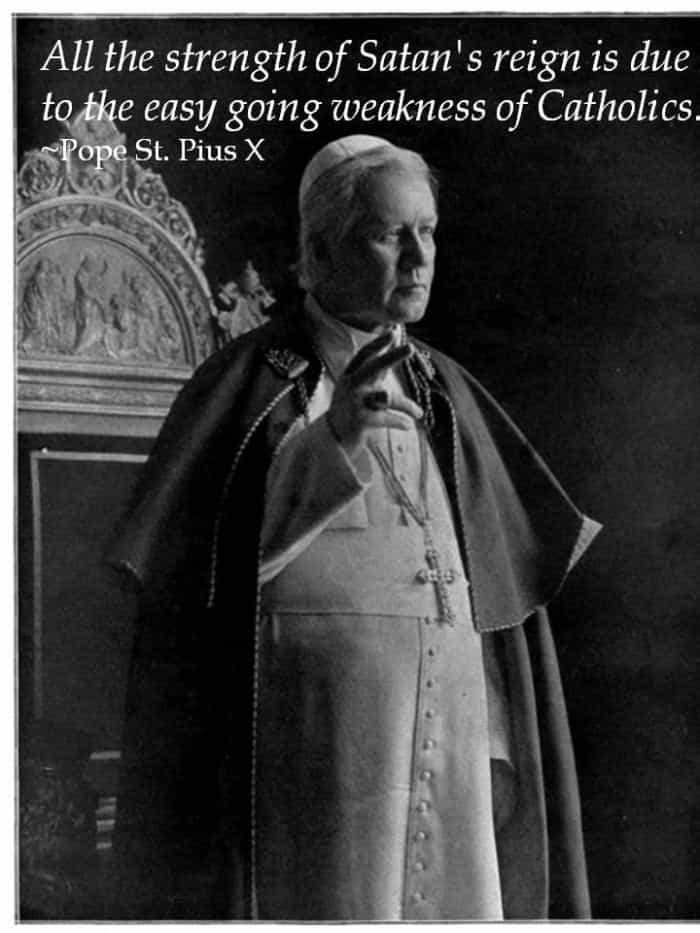 All the strength of Satan's reign is due
to the easy going weakness of Catholics.
~Pope St. Pius X